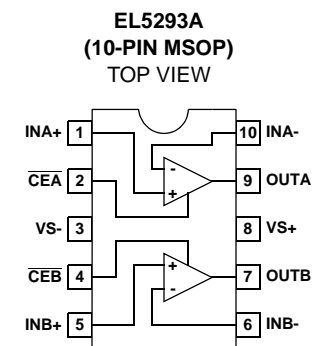 EL5293A
(10-PIN MSOP)
TOP VIEW
INA+ 1 10 INA-
CEA 2 9 OUTA
VS- 3 8 VS+
CEB 4 7 OUTB
INB+ 5 6 INB-
- +
+ -